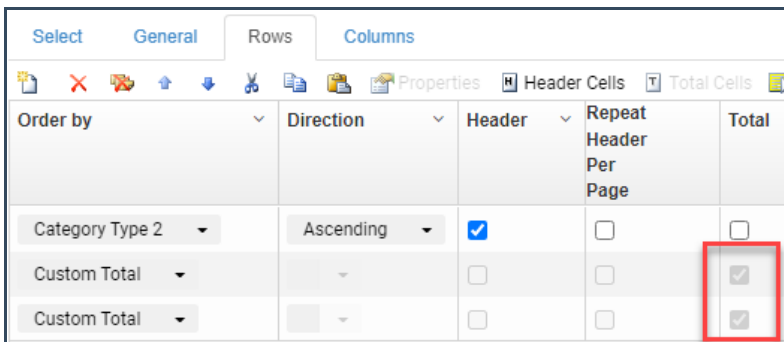 Select General Rows Columns
Properties H Header Cells T Total Cells
Order by Direction Header Repeat Header Per Page Total
Category Type 2 Ascending
Custom Total
Custom Total